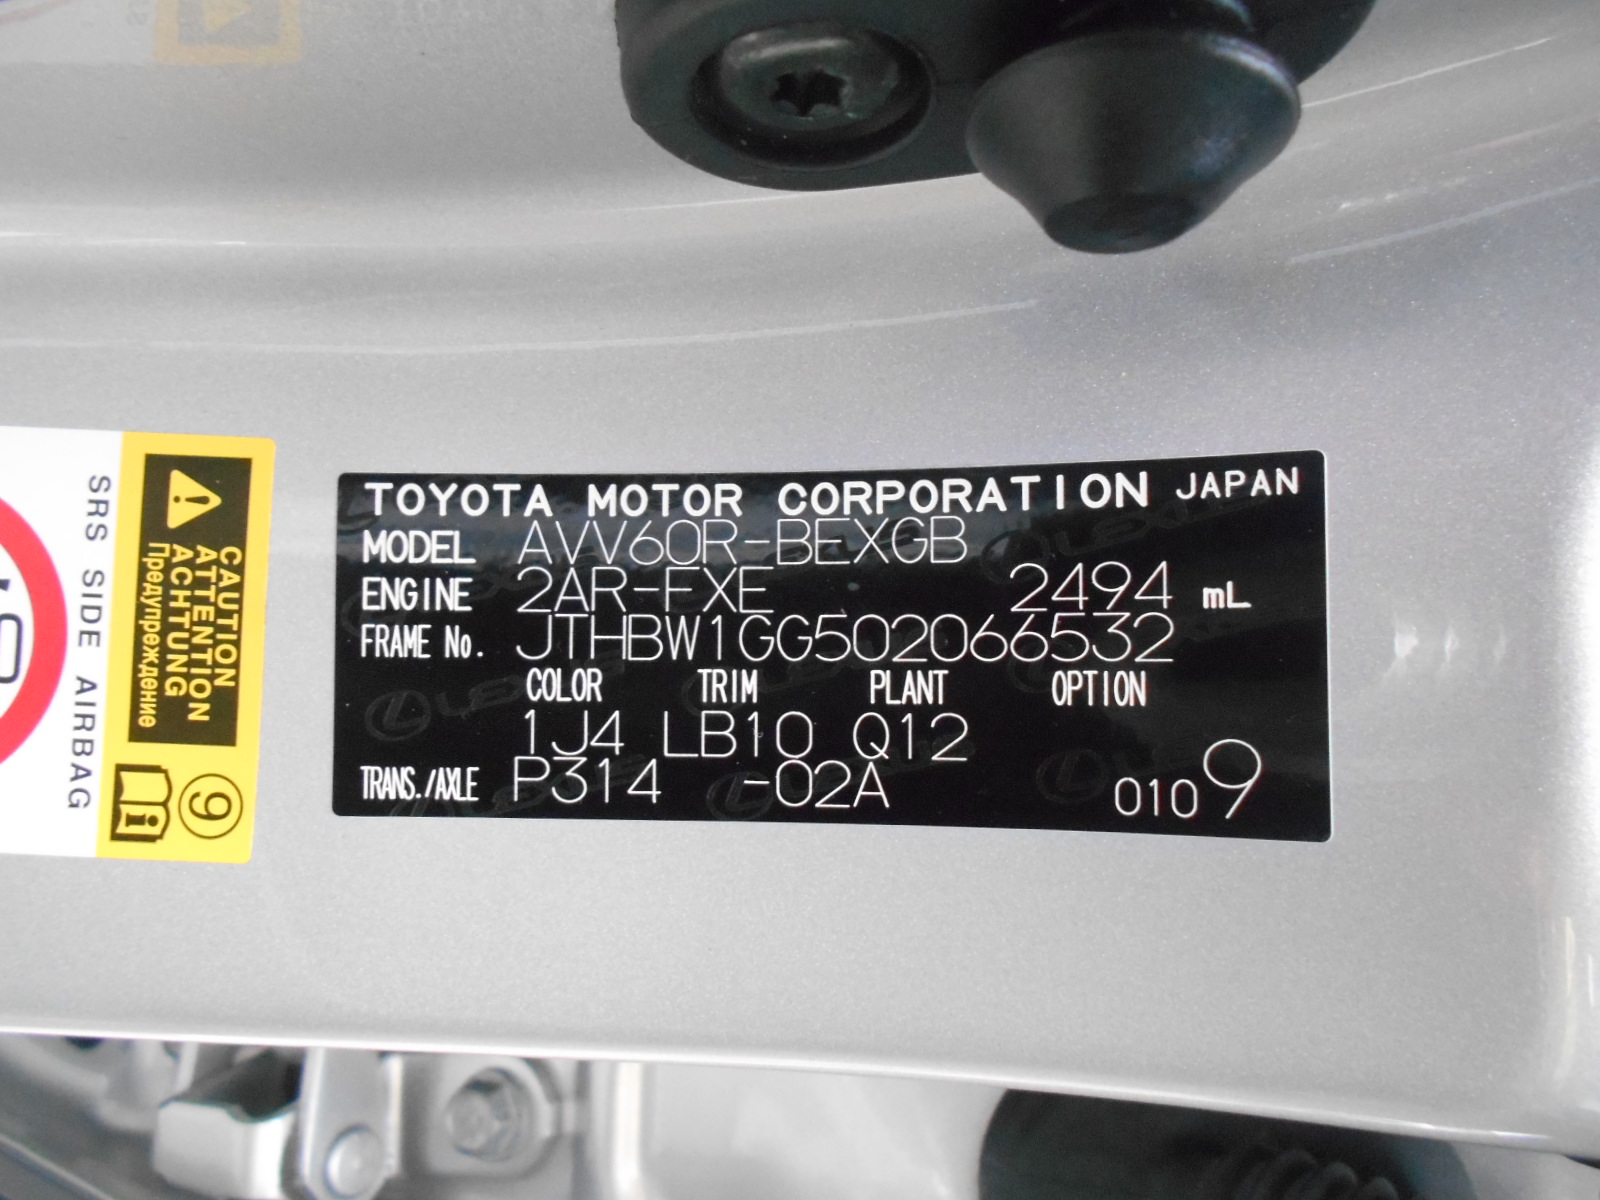 TOYOTA MOTOR CORPORATION JAPAN
MODEL AVV60R-BEXGB
ENGINE 2AR-FXE 2494 mL
FRAME No. JTHBW1GG502066532
COLOR TRIM PLANT OPTION
1J4 LB10 Q12
TRANS./AXLE P314 -02A 0109
CAUTION
ATTENTION
ACHTUNG
Предупреждение
9
i
SRS SIDE AIRBAG